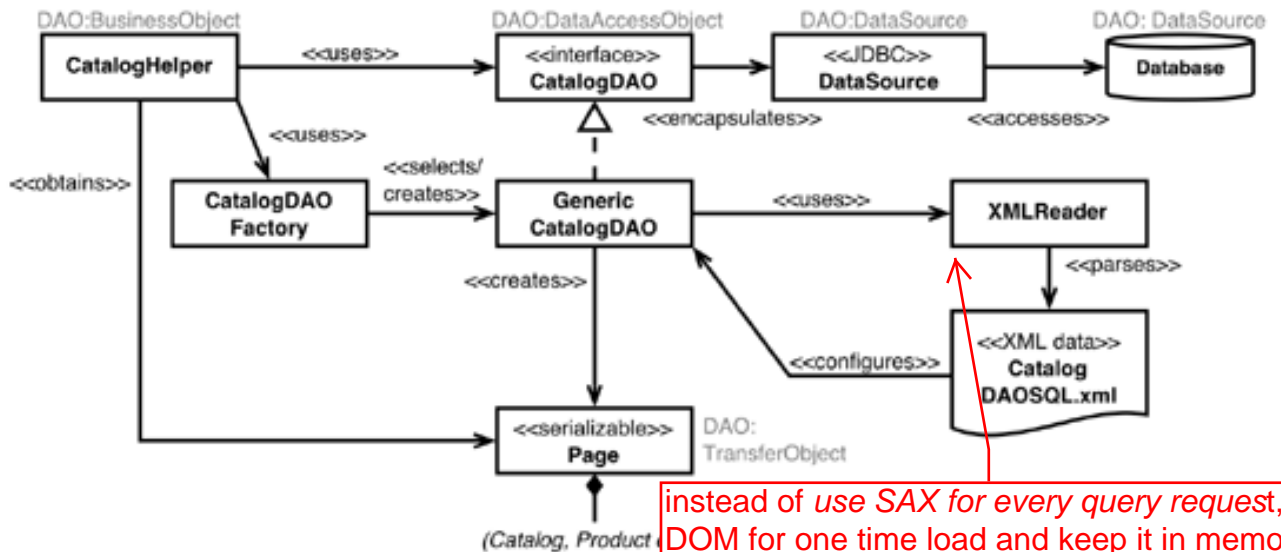 DAO:BusinessObject
DAO:DataAccessObject
DAO:DataSource
DAO: DataSource
CatalogHelper
<<uses>>
<<interface>>
CatalogDAO
<<JDBC>>
DataSource
Database
<<encapsulates>>
<<accesses>>
<<uses>>
<<obtains>>
<<selects/
creates>>
CatalogDAO
Factory
Generic
CatalogDAO
<<uses>>
XMLReader
<<creates>>
<<parses>>
<<configures>>
<<XML data>>
Catalog
DAOSQL.xml
<<serializable>>
Page
DAO:
TransferObject
instead of use SAX for every query request,
(Catalog, Product
DOM for one time load and keep it in memo